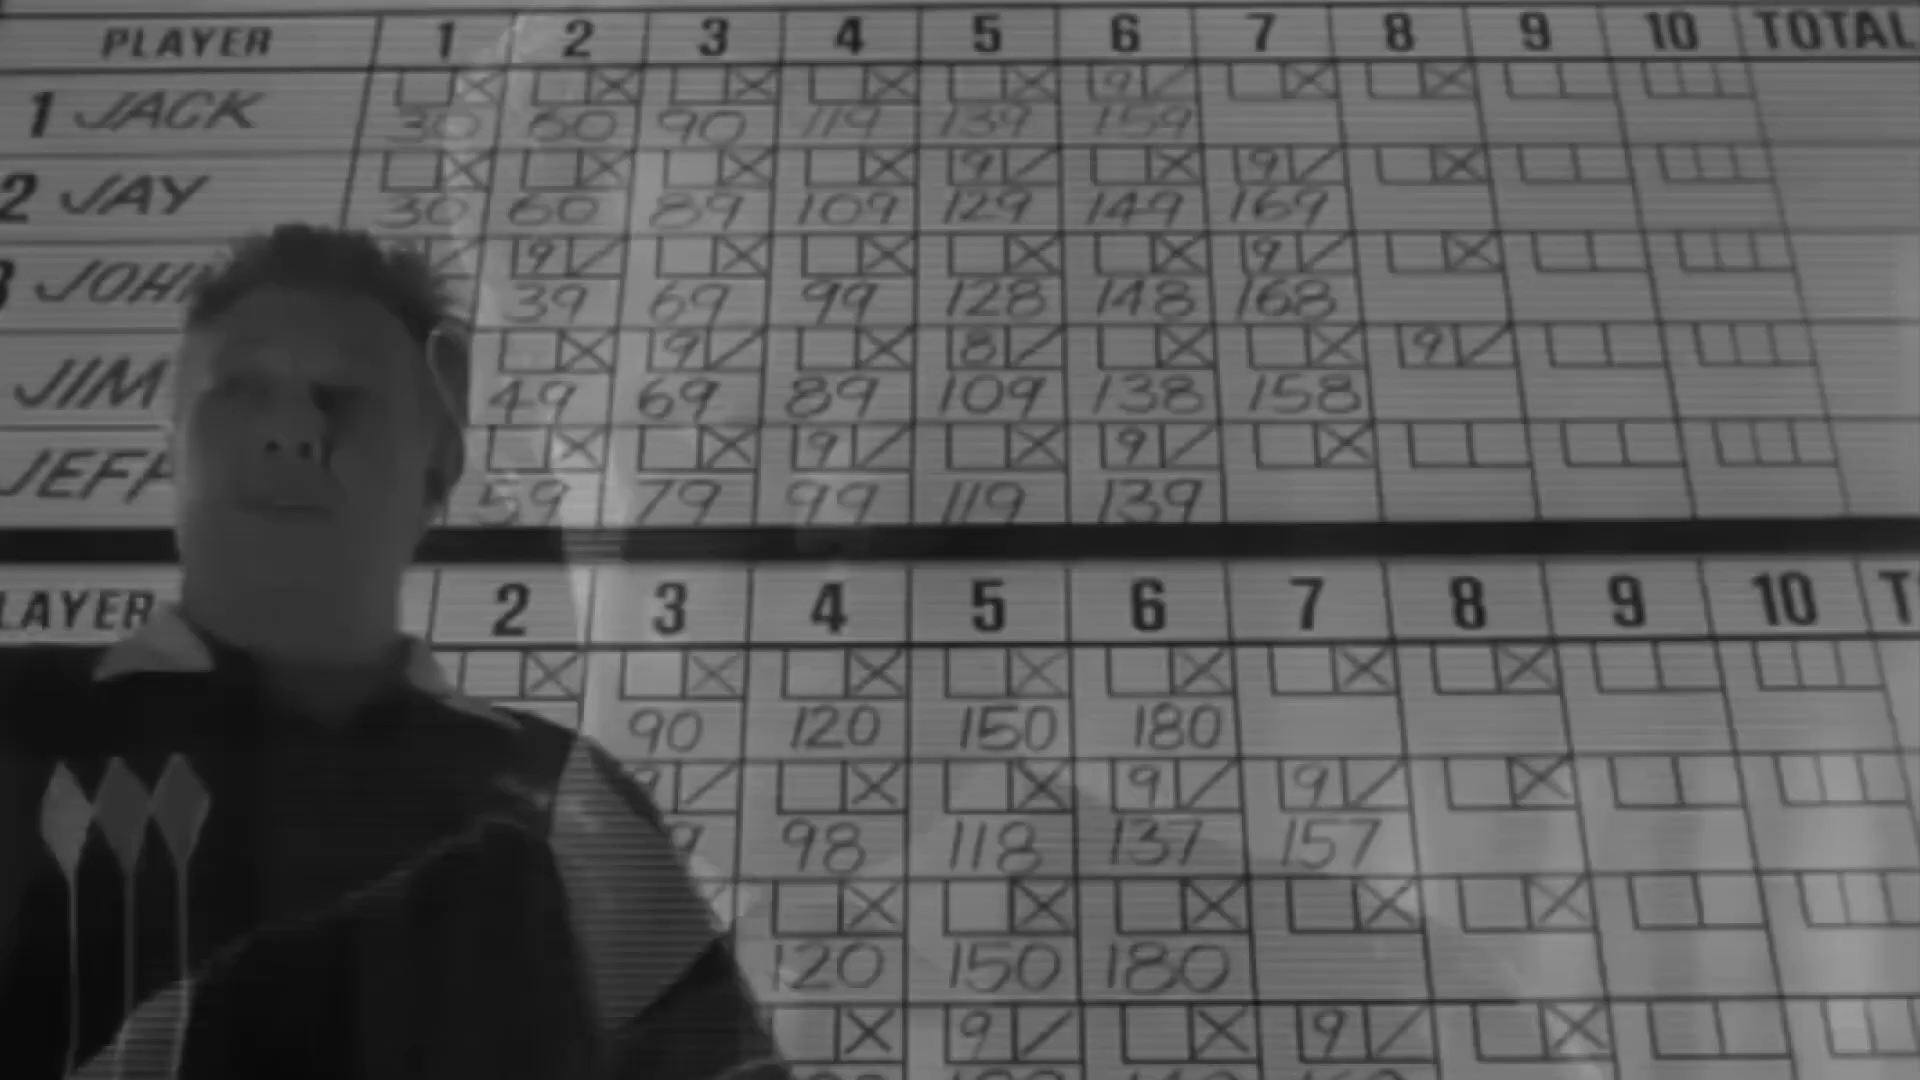 PLAYER 1 2 3 4 5 6 7 8 9 10 TOTAL
9
1 JACK 30 60 90 119 139 159
9 9
2 JAY 30 60 89 109 129 149 169
9 9
39 69 99 128 148 168
9 8 9
JIM 49 69 89 109 138 158
9 9
59 79 99 119 139
2 3 4 5 6 7 8 9 10
90 120 150 180
9 9
98 118 137 157
120 150 180
9 9